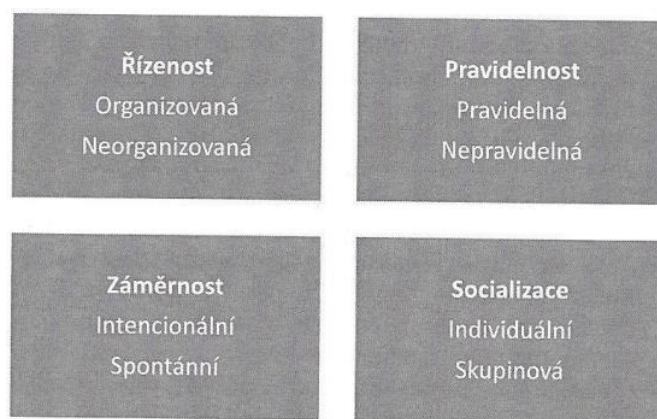 Řízenost
Organizovaná
Neorganizovaná
Pravidelnost
Pravidelná
Nepravidelná
Záměrnost
Intencionální
Spontánní
Socializace
Individuální
Skupinová